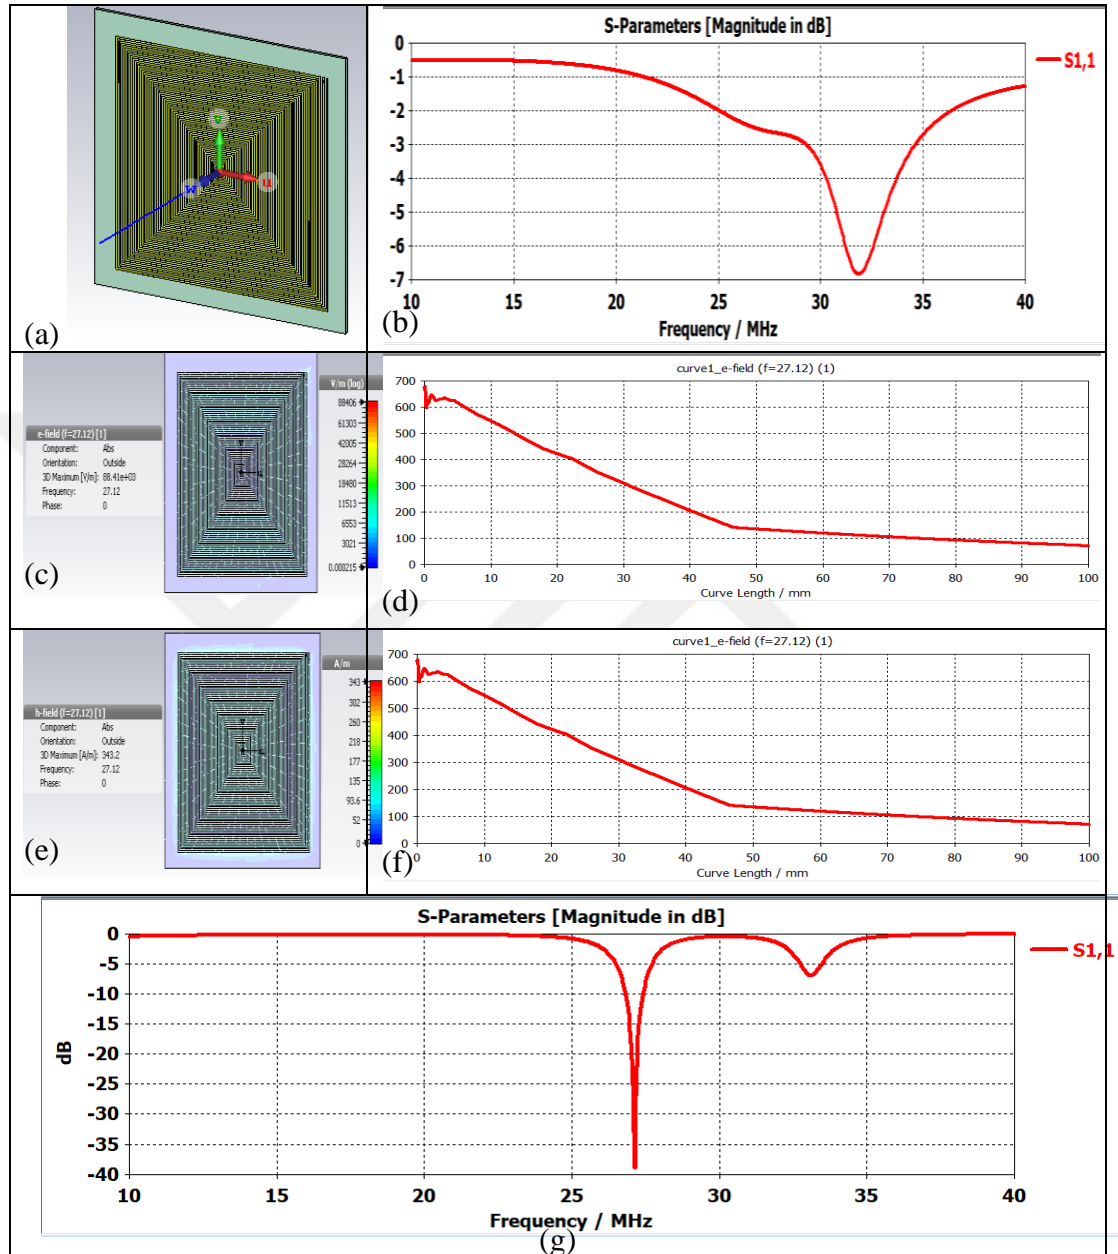 v
w
u
(a)
S-Parameters [Magnitude in dB]
0
-1
-2
-3
-4
-5
-6
-7
10 15 20 25 30 35 40
Frequency / MHz
S1,1
(b)
e-field (f=27.12) [1]
Component: Abs
Orientation: Outside
3D Maximum [V/m]: 88.41e+03
Frequency: 27.12
Phase: 0
V/m (log)
88406
61303
42005
28264
18480
11513
6553
3021
0.000215
(c)
curve1_e-field (f=27.12) (1)
700
600
500
400
300
200
100
0
0 10 20 30 40 50 60 70 80 90 100
Curve Length / mm
(d)
h-field (f=27.12) [1]
Component: Abs
Orientation: Outside
3D Maximum [A/m]: 343.2
Frequency: 27.12
Phase: 0
A/m
343
302
260
218
177
135
93.6
52
0
(e)
curve1_e-field (f=27.12) (1)
700
600
500
400
300
200
100
0
0 10 20 30 40 50 60 70 80 90 100
Curve Length / mm
(f)
S-Parameters [Magnitude in dB]
0
-5
-10
-15
-20
-25
-30
-35
-40
dB
10 15 20 25 30 35 40
Frequency / MHz
S1,1
(g)